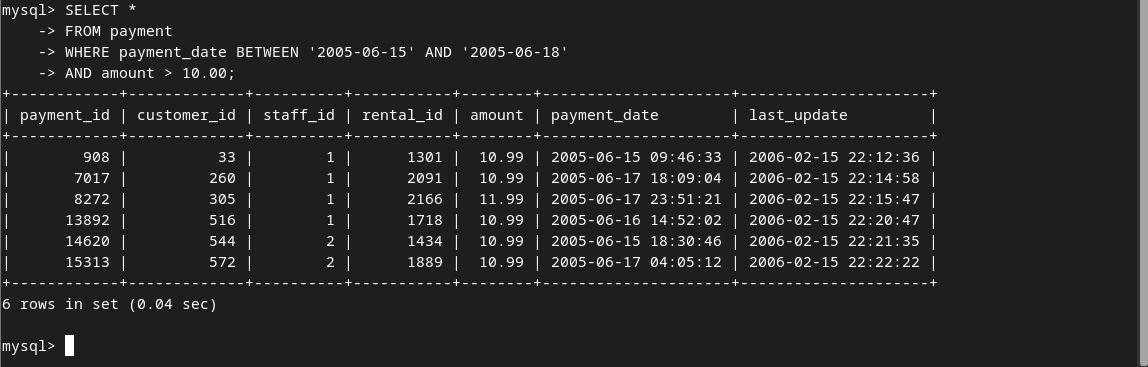 mysql> SELECT *
    -> FROM payment
    -> WHERE payment_date BETWEEN '2005-06-15' AND '2005-06-18'
    -> AND amount > 10.00;
+------------+-------------+----------+-----------+--------+---------------------+---------------------+
| payment_id | customer_id | staff_id | rental_id | amount | payment_date        | last_update         |
+------------+-------------+----------+-----------+--------+---------------------+---------------------+
|        908 |          33 |        1 |      1301 |  10.99 | 2005-06-15 09:46:33 | 2006-02-15 22:12:36 |
|       7017 |         260 |        1 |      2091 |  10.99 | 2005-06-17 18:09:04 | 2006-02-15 22:14:58 |
|       8272 |         305 |        1 |      2166 |  11.99 | 2005-06-17 23:51:21 | 2006-02-15 22:15:47 |
|      13892 |         516 |        1 |      1718 |  10.99 | 2005-06-16 14:52:02 | 2006-02-15 22:20:47 |
|      14620 |         544 |        2 |      1434 |  10.99 | 2005-06-15 18:30:46 | 2006-02-15 22:21:35 |
|      15313 |         572 |        2 |      1889 |  10.99 | 2005-06-17 04:05:12 | 2006-02-15 22:22:22 |
+------------+-------------+----------+-----------+--------+---------------------+---------------------+
6 rows in set (0.04 sec)
mysql>